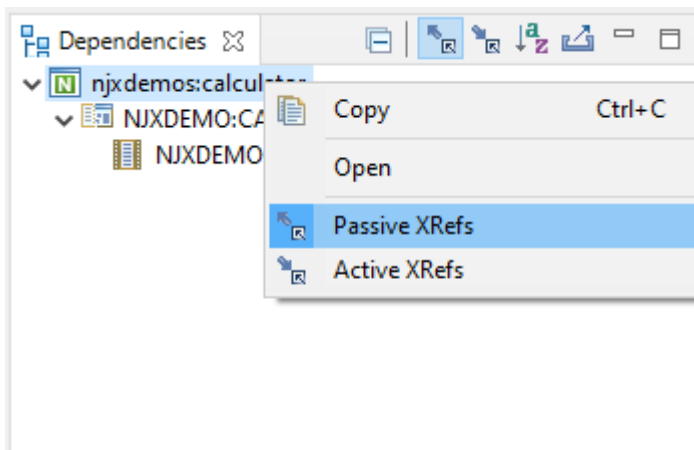 Dependencies
njxdemos:calculator
NJXDEMO:CA
NJXDEMO
Copy Ctrl+C
Open
Passive XRefs
Active XRefs